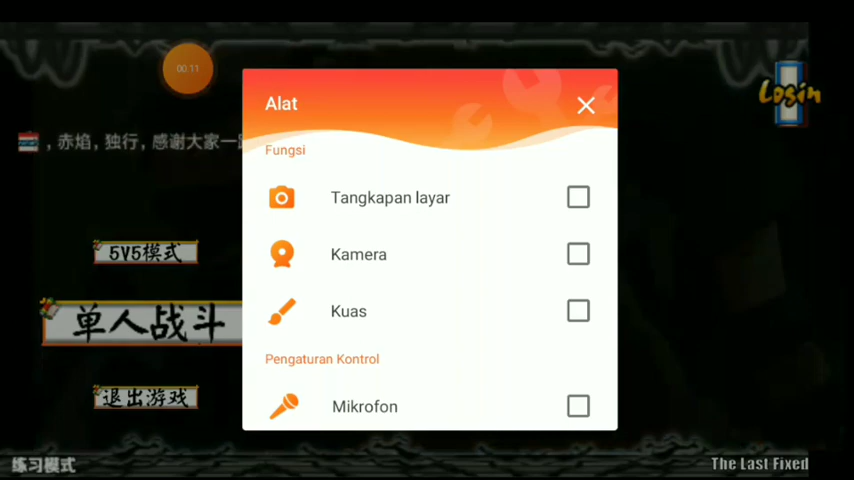 00:11
Alat
Login
Fungsi
，赤焰，独行，感谢大家一
Tangkapan layar
5V5模式
Kamera
Kuas
单人战斗
Pengaturan Kontrol
退出游戏
Mikrofon
练习模式
The Last Fixed